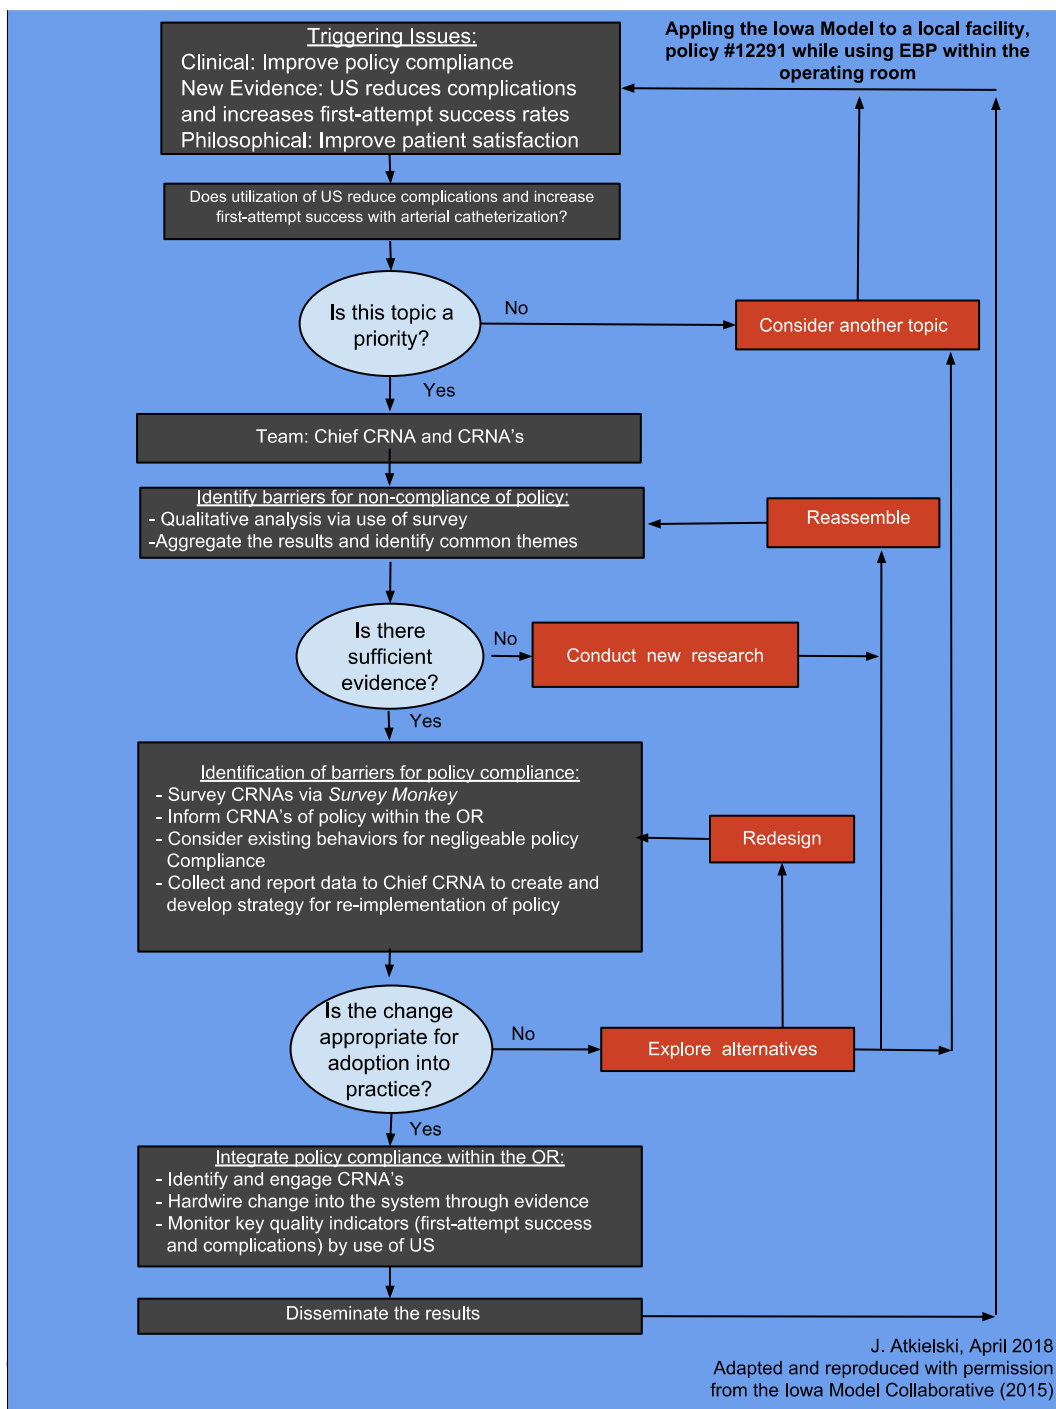 Appling the Iowa Model to a local facility,
policy #12291 while using EBP within the
operating room
Triggering Issues:
Clinical: Improve policy compliance
New Evidence: US reduces complications
and increases first-attempt success rates
Philosophical: Improve patient satisfaction
Does utilization of US reduce complications and increase
first-attempt success with arterial catheterization?
Is this topic a
priority?
No
Consider another topic
Yes
Team: Chief CRNA and CRNA's
Identify barriers for non-compliance of policy:
- Qualitative analysis via use of survey
-Aggregate the results and identify common themes
Reassemble
Is there
sufficient
evidence?
No
Conduct new research
Yes
Identification of barriers for policy compliance:
- Survey CRNAs via Survey Monkey
- Inform CRNA's of policy within the OR
- Consider existing behaviors for negligeable policy
Compliance
- Collect and report data to Chief CRNA to create and
develop strategy for re-implementation of policy
Redesign
Is the change
appropriate for
adoption into
practice?
No
Explore alternatives
Yes
Integrate policy compliance within the OR:
- Identify and engage CRNA's
- Hardwire change into the system through evidence
- Monitor key quality indicators (first-attempt success
and complications) by use of US
Disseminate the results
J. Atkielski, April 2018
Adapted and reproduced with permission
from the Iowa Model Collaborative (2015)